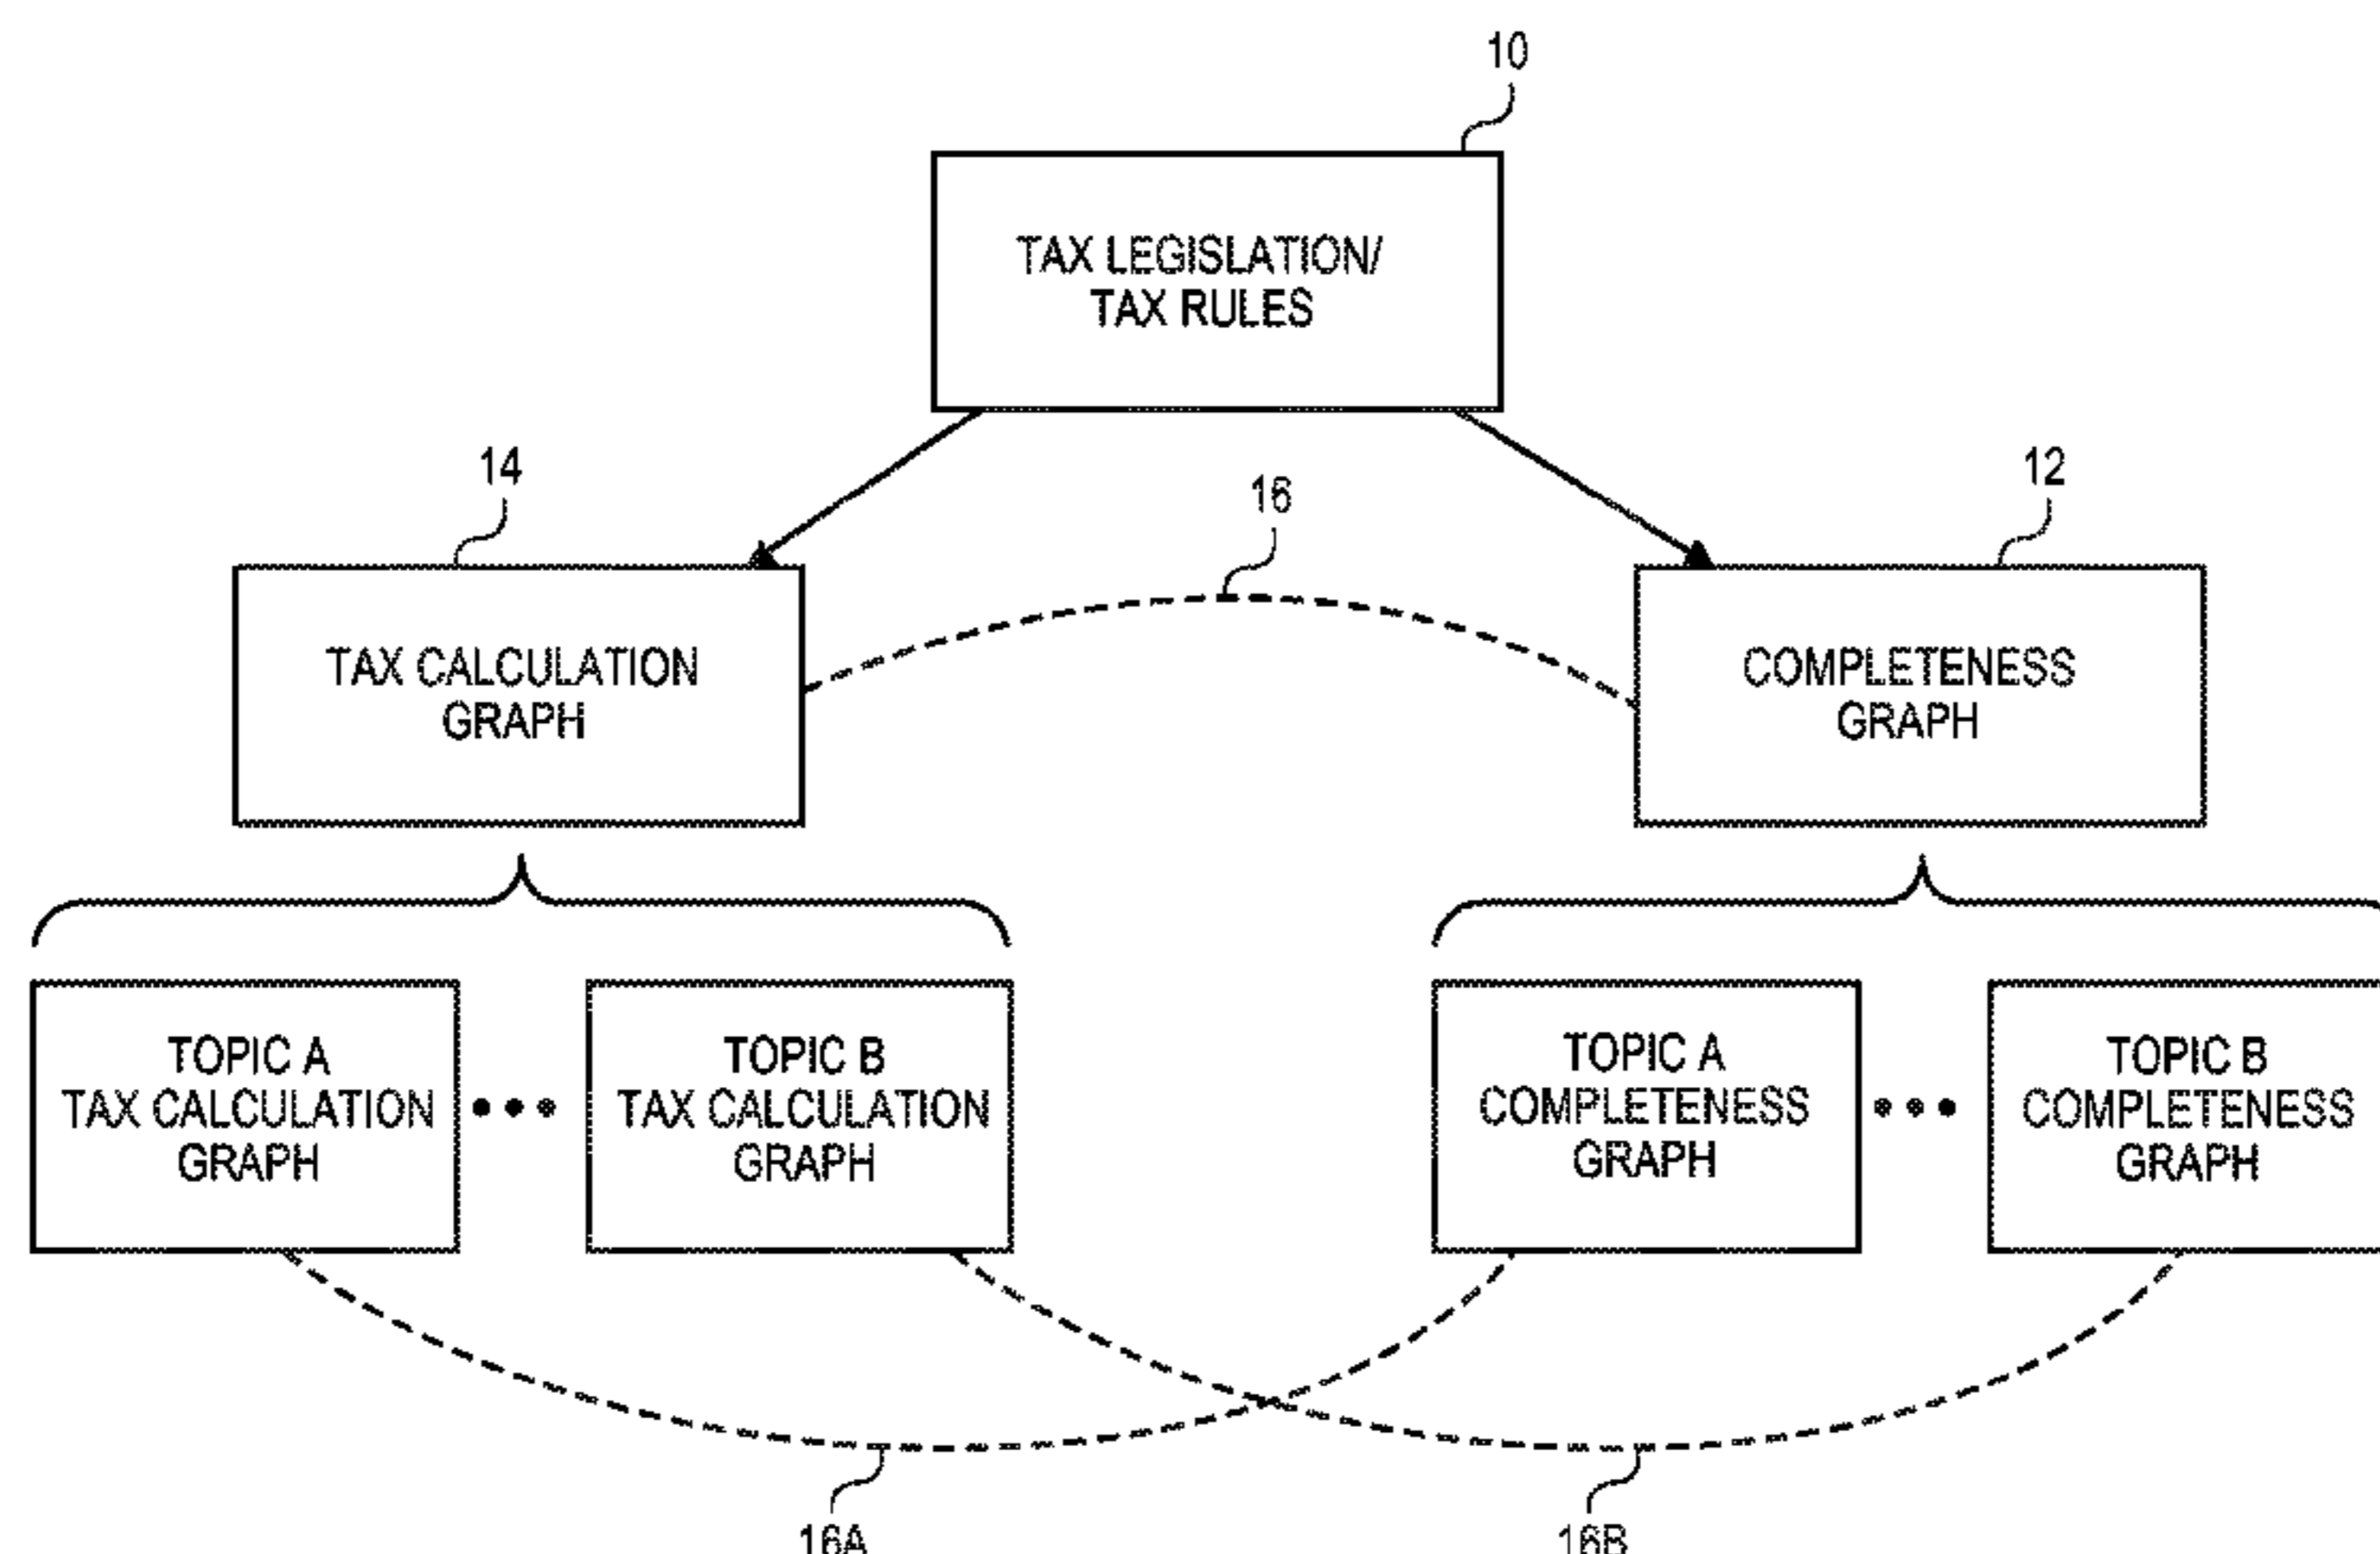 10
TAX LEGISLATION/
TAX RULES
14
16
12
TAX CALCULATION
GRAPH
COMPLETENESS
GRAPH
TOPIC A
TAX CALCULATION
GRAPH
TOPIC B
TAX CALCULATION
GRAPH
TOPIC A
COMPLETENESS
GRAPH
TOPIC B
COMPLETENESS
GRAPH
16A
16B